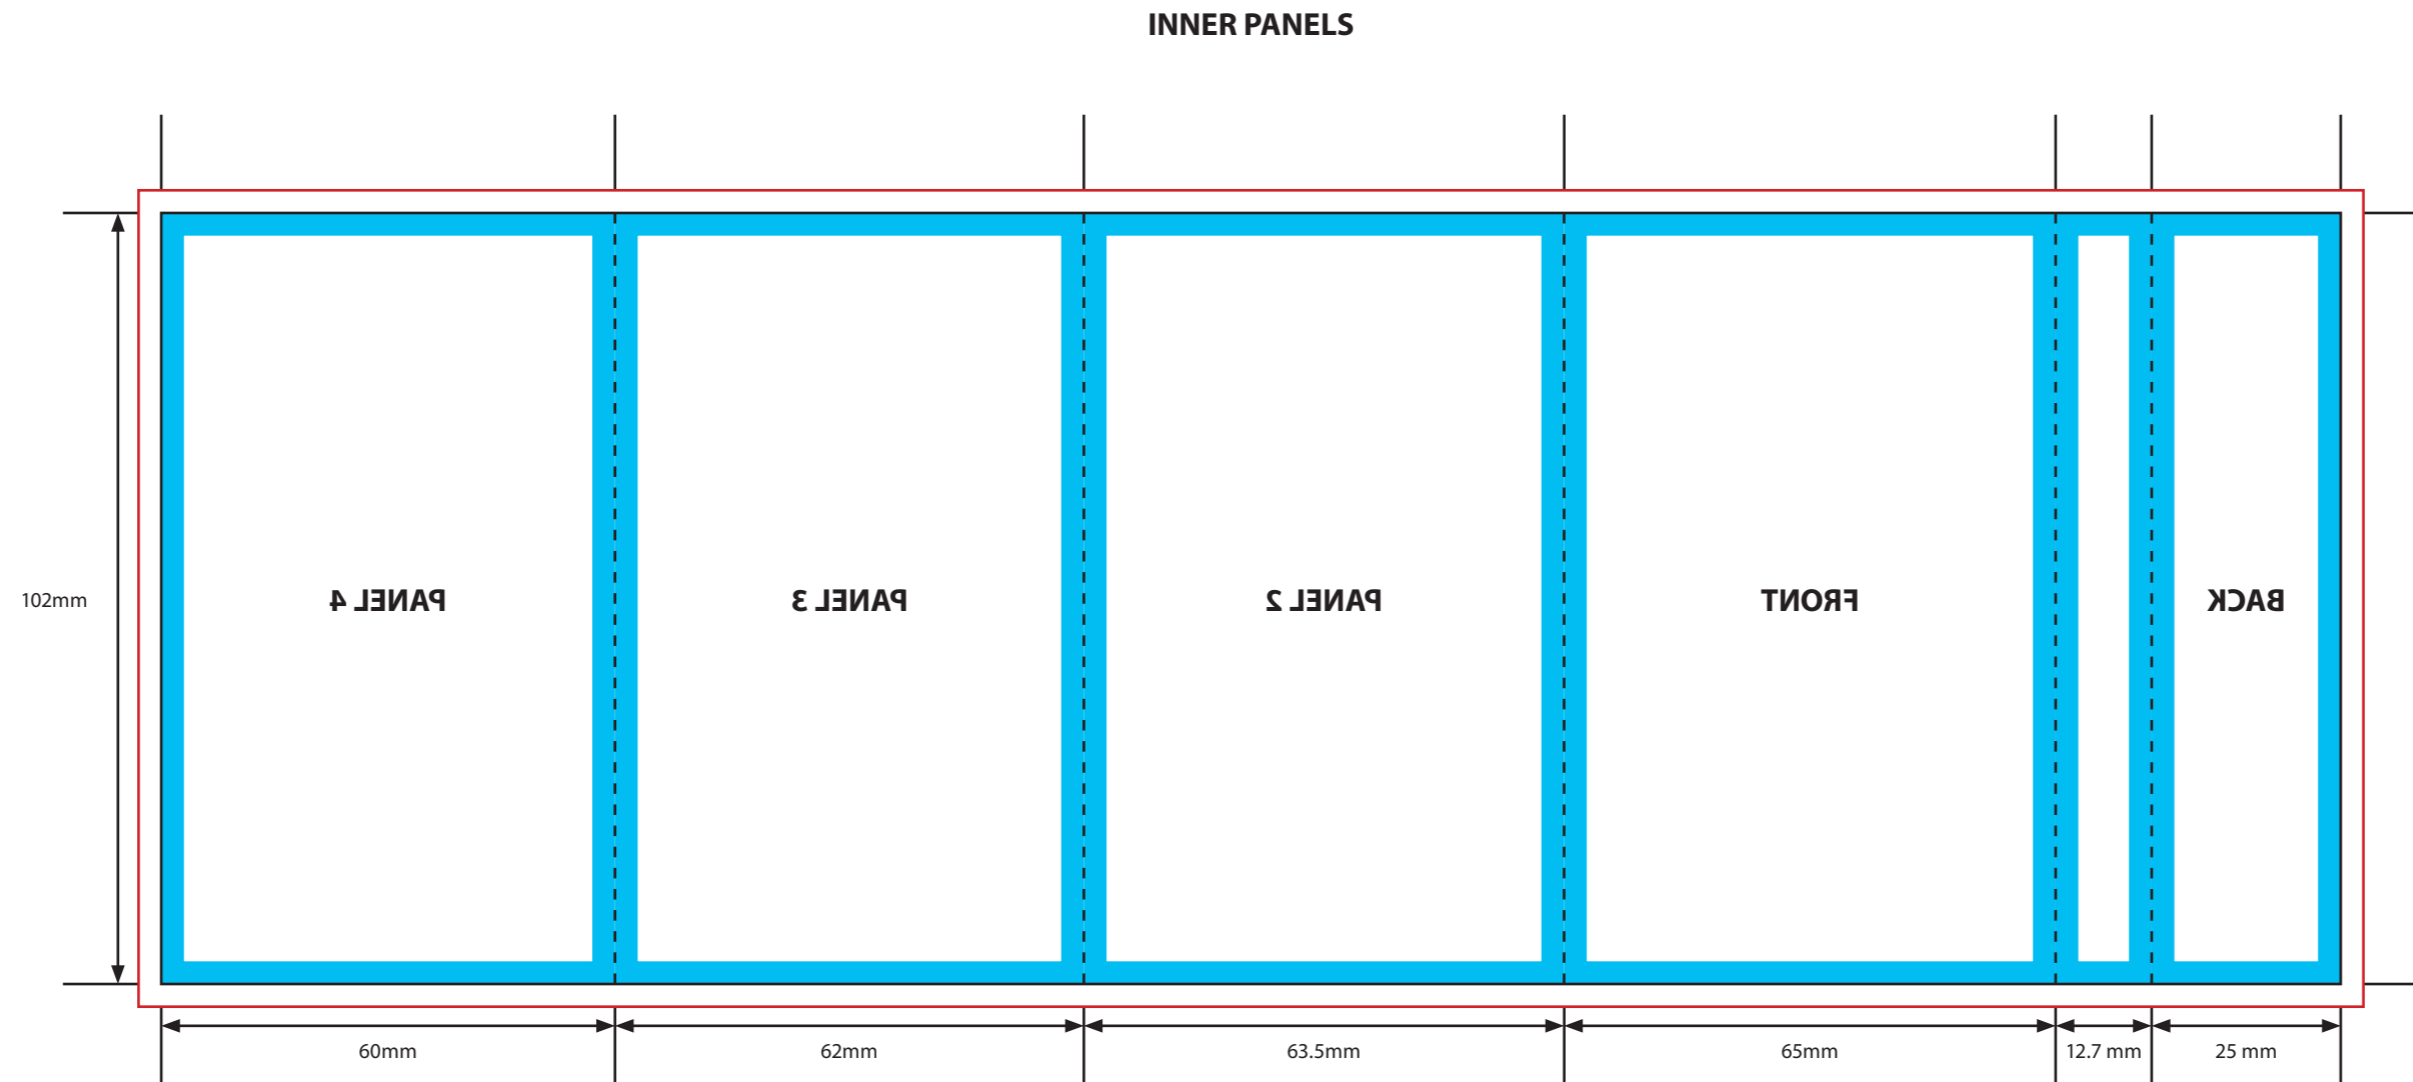 INNER PANELS
102mm
PANEL 4
PANEL 3
PANEL 2
FRONT
BACK
60mm
62mm
63.5mm
65mm
12.7 mm
25 mm